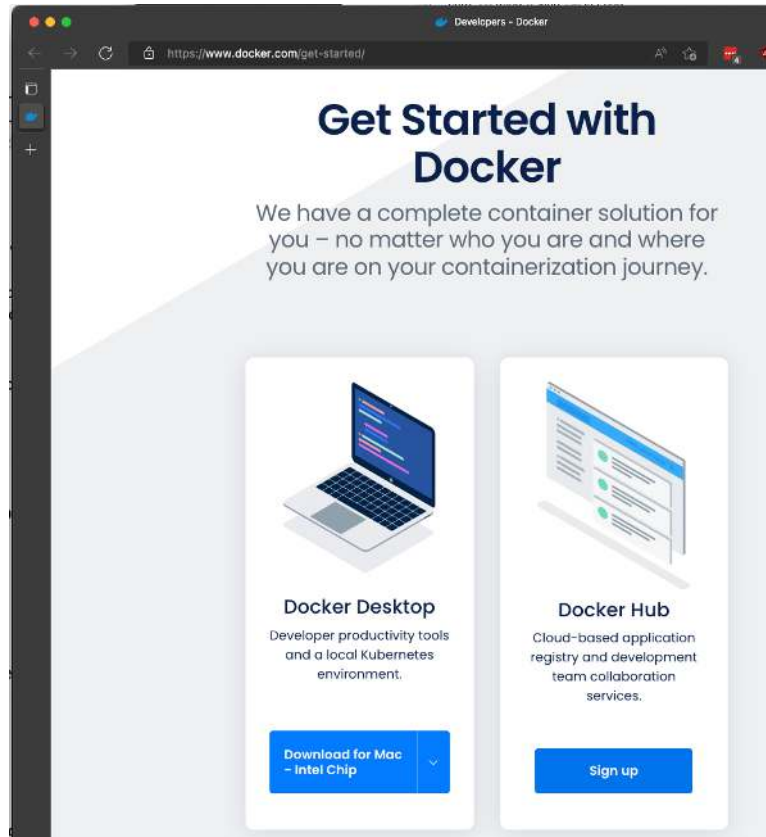 Developers - Docker
https://www.docker.com/get-started/
Get Started with
Docker
We have a complete container solution for
you – no matter who you are and where
you are on your containerization journey.
Docker Desktop
Developer productivity tools
and a local Kubernetes
environment.
Download for Mac
– Intel Chip
Docker Hub
Cloud-based application
registry and development
team collaboration
services.
Sign up